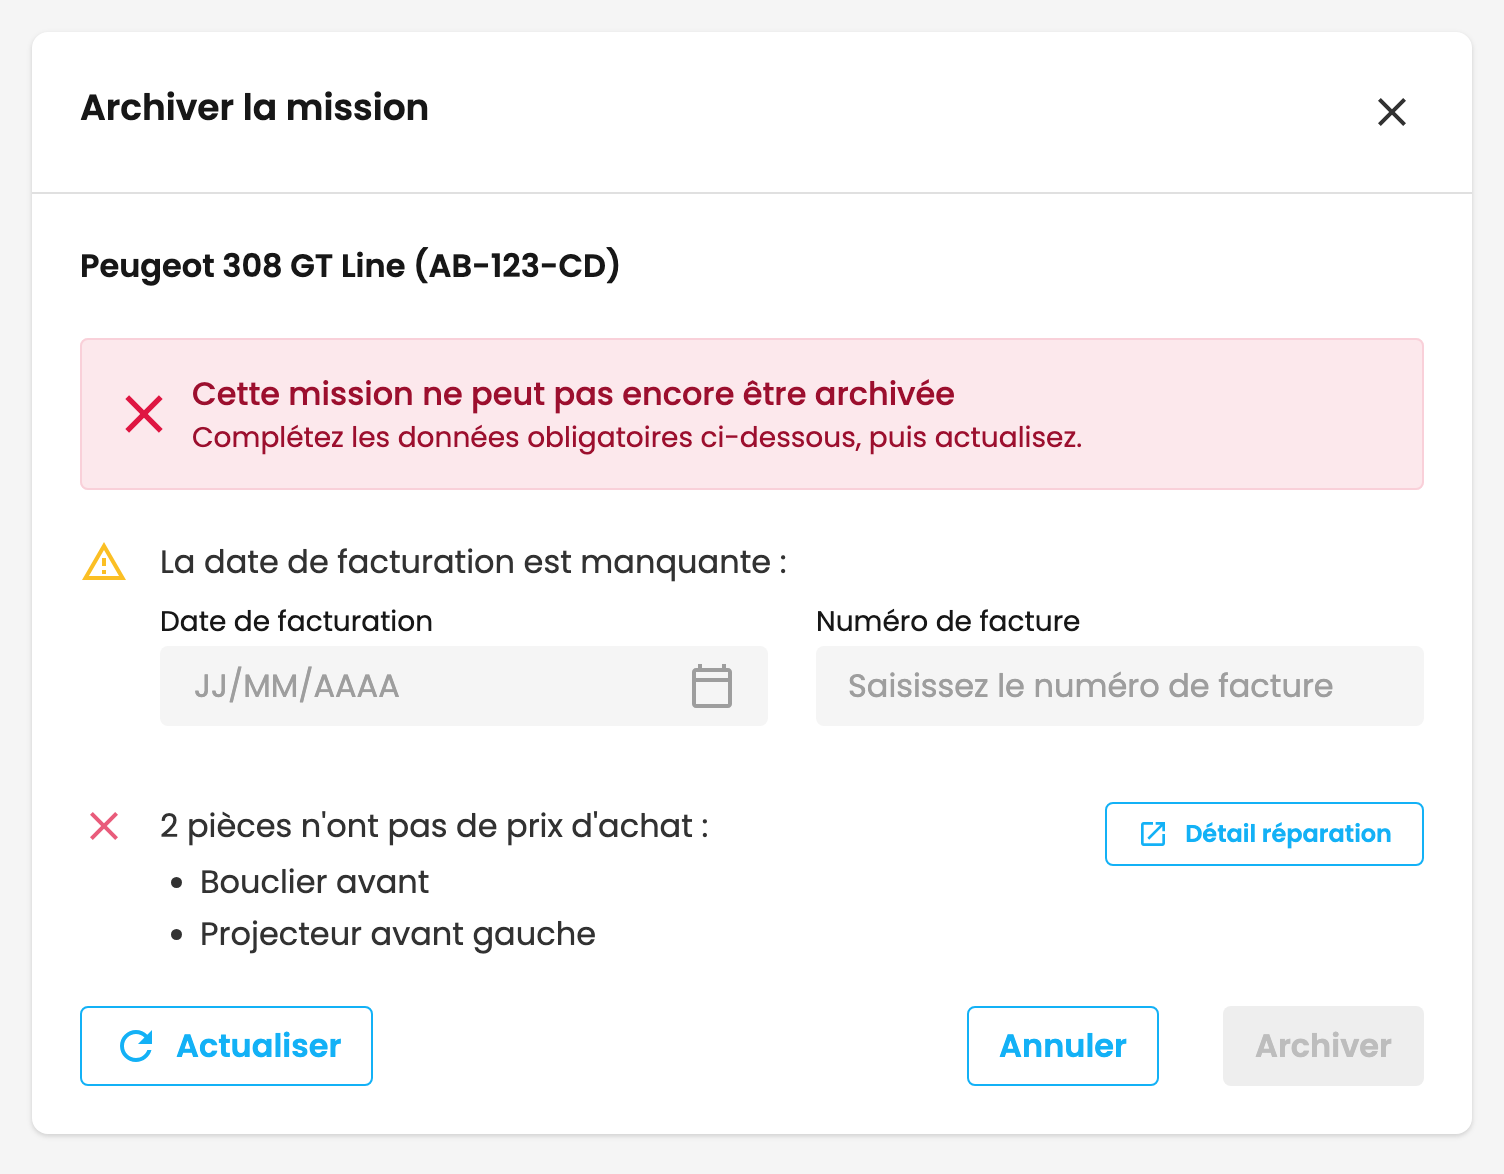 Archiver la mission
Peugeot 308 GT Line (AB-123-CD)
Cette mission ne peut pas encore être archivée
Complétez les données obligatoires ci-dessous, puis actualisez.
La date de facturation est manquante :
Date de facturation
Numéro de facture
JJ/MM/AAAA
Saisissez le numéro de facture
2 pièces n'ont pas de prix d'achat :
Détail réparation
• Bouclier avant
• Projecteur avant gauche
Actualiser
Annuler
Archiver